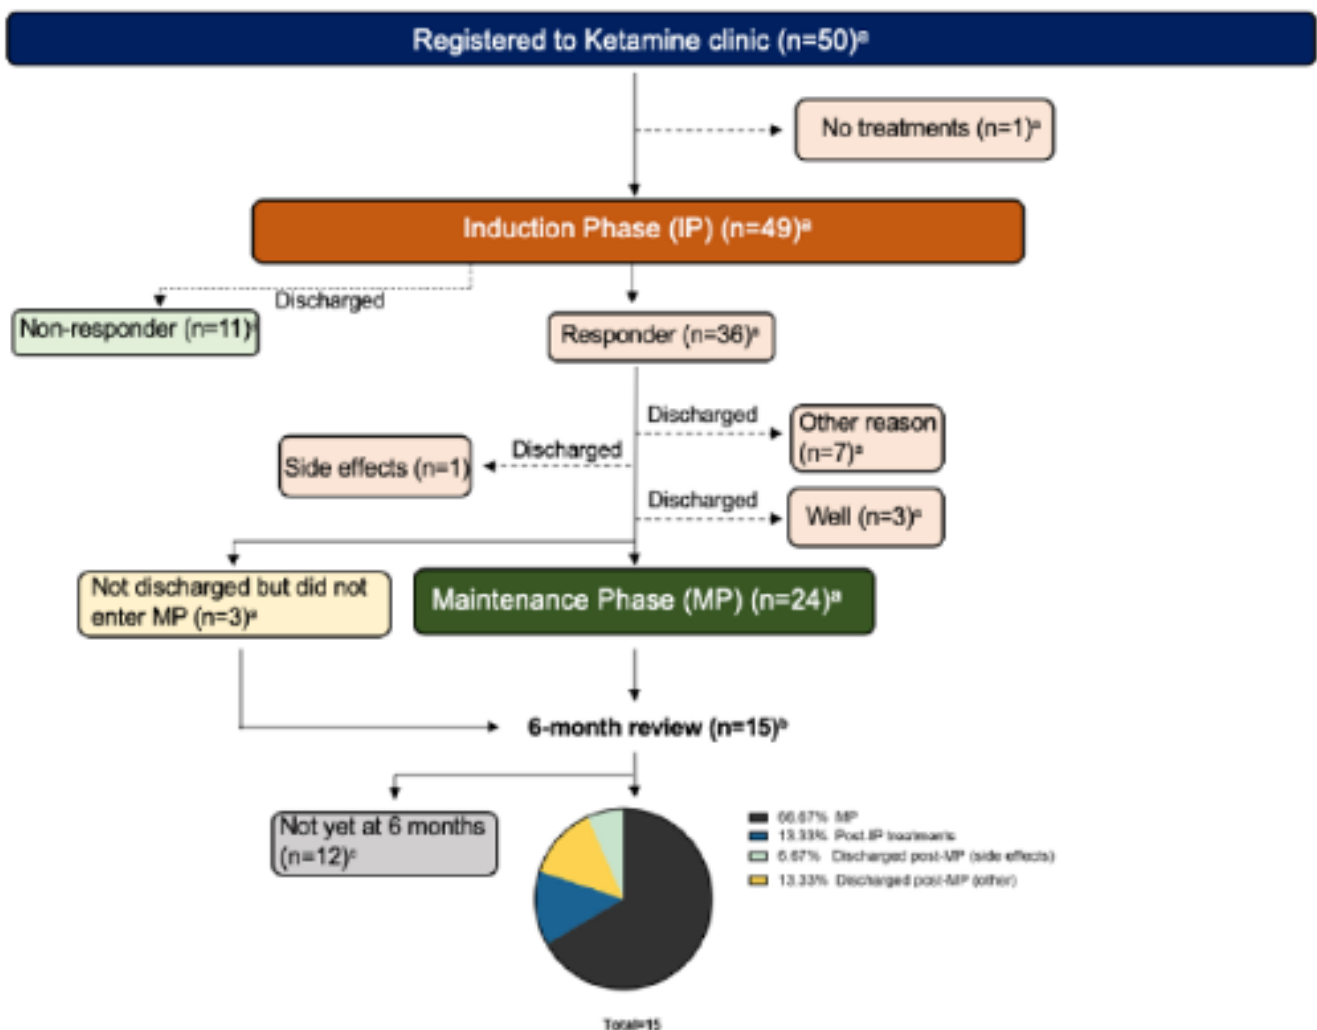 Registered to Ketamine clinic (n=50)ᵃ
No treatments (n=1)ᵃ
Induction Phase (IP) (n=49)ᵃ
Discharged
Non-responder (n=11)
Responder (n=36)ᵃ
Discharged
Other reason
(n=7)ᵃ
Discharged
Side effects (n=1)
Discharged
Well (n=3)ᵃ
Not discharged but did not
enter MP (n=3)ᵃ
Maintenance Phase (MP) (n=24)ᵃ
6-month review (n=15)ᵇ
Not yet at 6 months
(n=12)ᶜ
66.67% MP
13.33% Post-IP treatments
6.67% Discharged post-MP (side effects)
13.33% Discharged post-MP (other)
Total=15